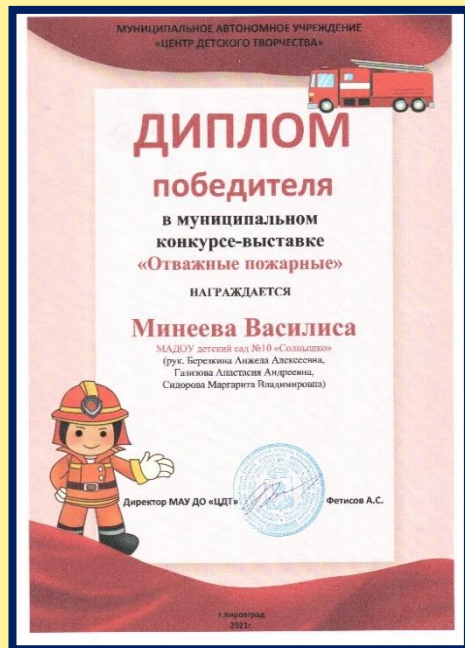 МУНИЦИПАЛЬНОЕ АВТОНОМНОЕ УЧРЕЖДЕНИЕ
«ЦЕНТР ДЕТСКОГО ТВОРЧЕСТВА»
ДИПЛОМ
победителя
в муниципальном
конкурсе-выставке
«Отважные пожарные»
НАГРАЖДАЕТСЯ
Минеева Василиса
МАДОУ детский сад №10 «Солнышко»
(рук. Березкина Анжела Алексеевна,
Газизова Анастасия Андреевна,
Сидорова Маргарита Владимировна)
Директор МАУ ДО «ЦДТ» Фетисов А.С.
г.Кировград
2021г.